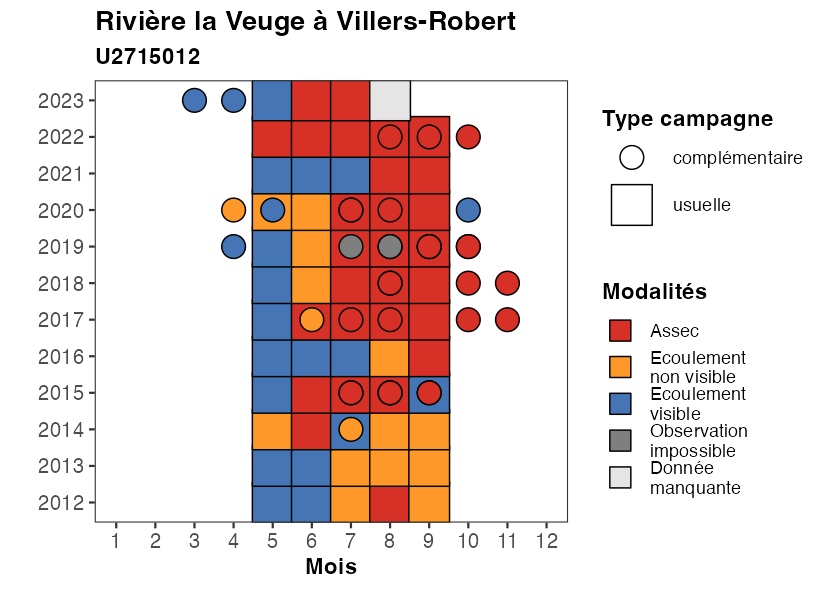 Rivière la Veuge à Villers-Robert
U2715012
2023
2022
2021
2020
2019
2018
2017
2016
2015
2014
2013
2012
1 2 3 4 5 6 7 8 9 10 11 12
Mois
Type campagne
complémentaire
usuelle
Modalités
Assec
Ecoulement
non visible
Ecoulement
visible
Observation
impossible
Donnée
manquante